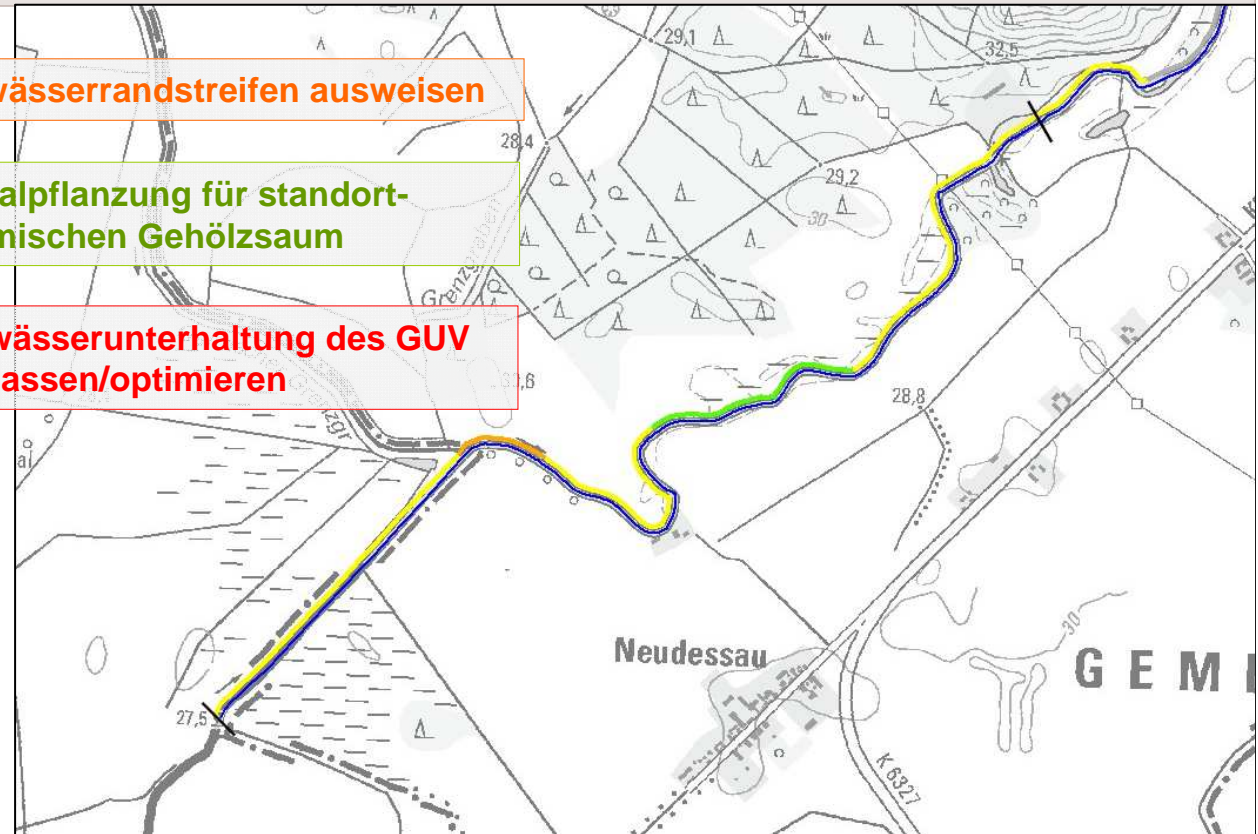 wässerrandstreifen ausweisen
alpflanzung für standort-
mischen Gehölzsaum
wässerunterhaltung des GUV
assen/optimieren
29,1
32,5
28,4
29,2
30
Grenzgraben
28,8
Neudessau
GEM
30
27,5
K 6327